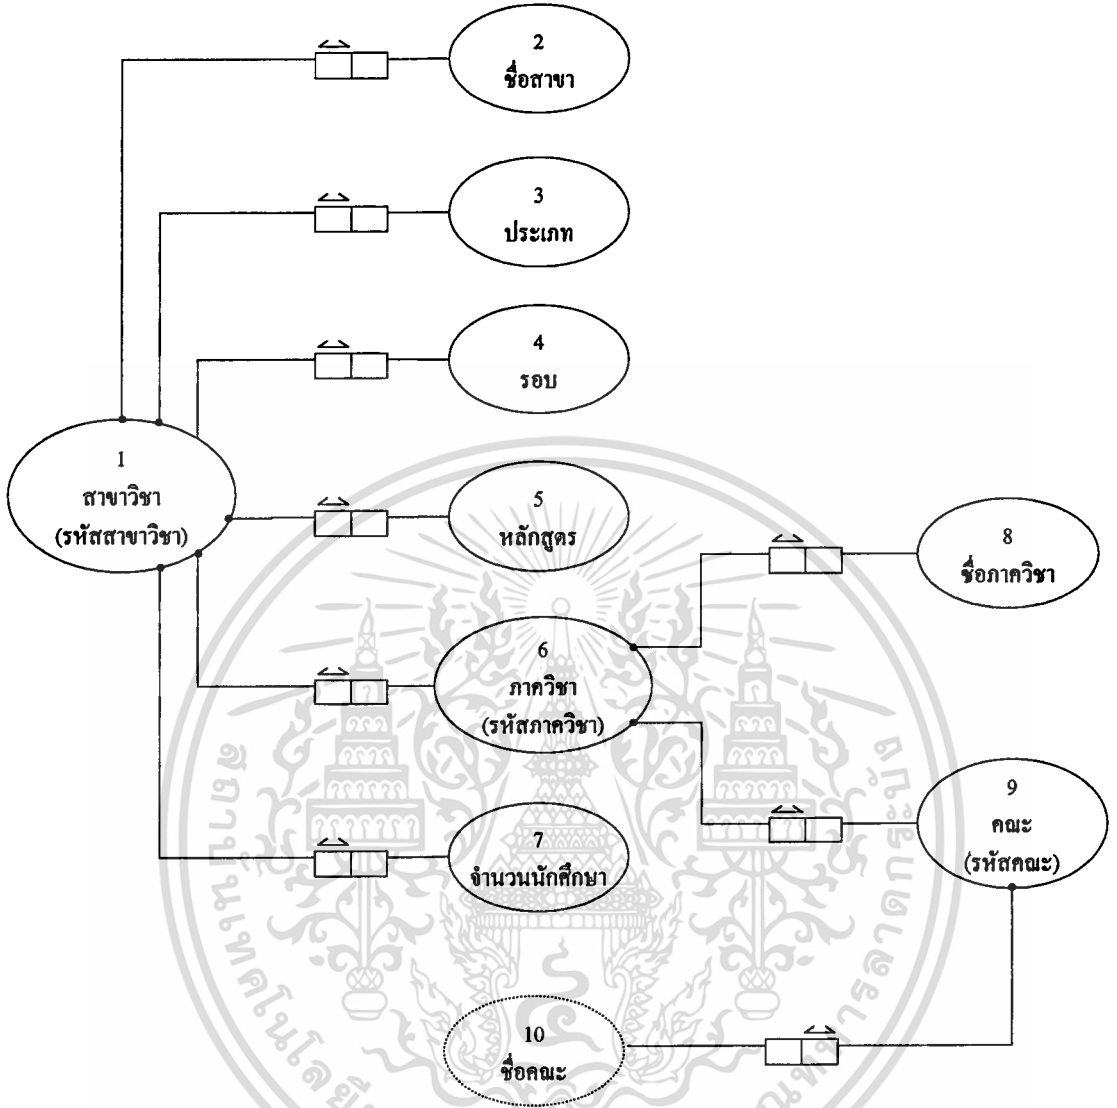 2
ชื่อสาขา
3
ประเภท
4
รอบ
1
สาขาวิชา
(รหัสสาขาวิชา)
5
หลักสูตร
8
ชื่อภาควิชา
6
ภาควิชา
(รหัสภาควิชา)
9
คณะ
(รหัสคณะ)
7
จำนวนนักศึกษา
10
ชื่อคณะ